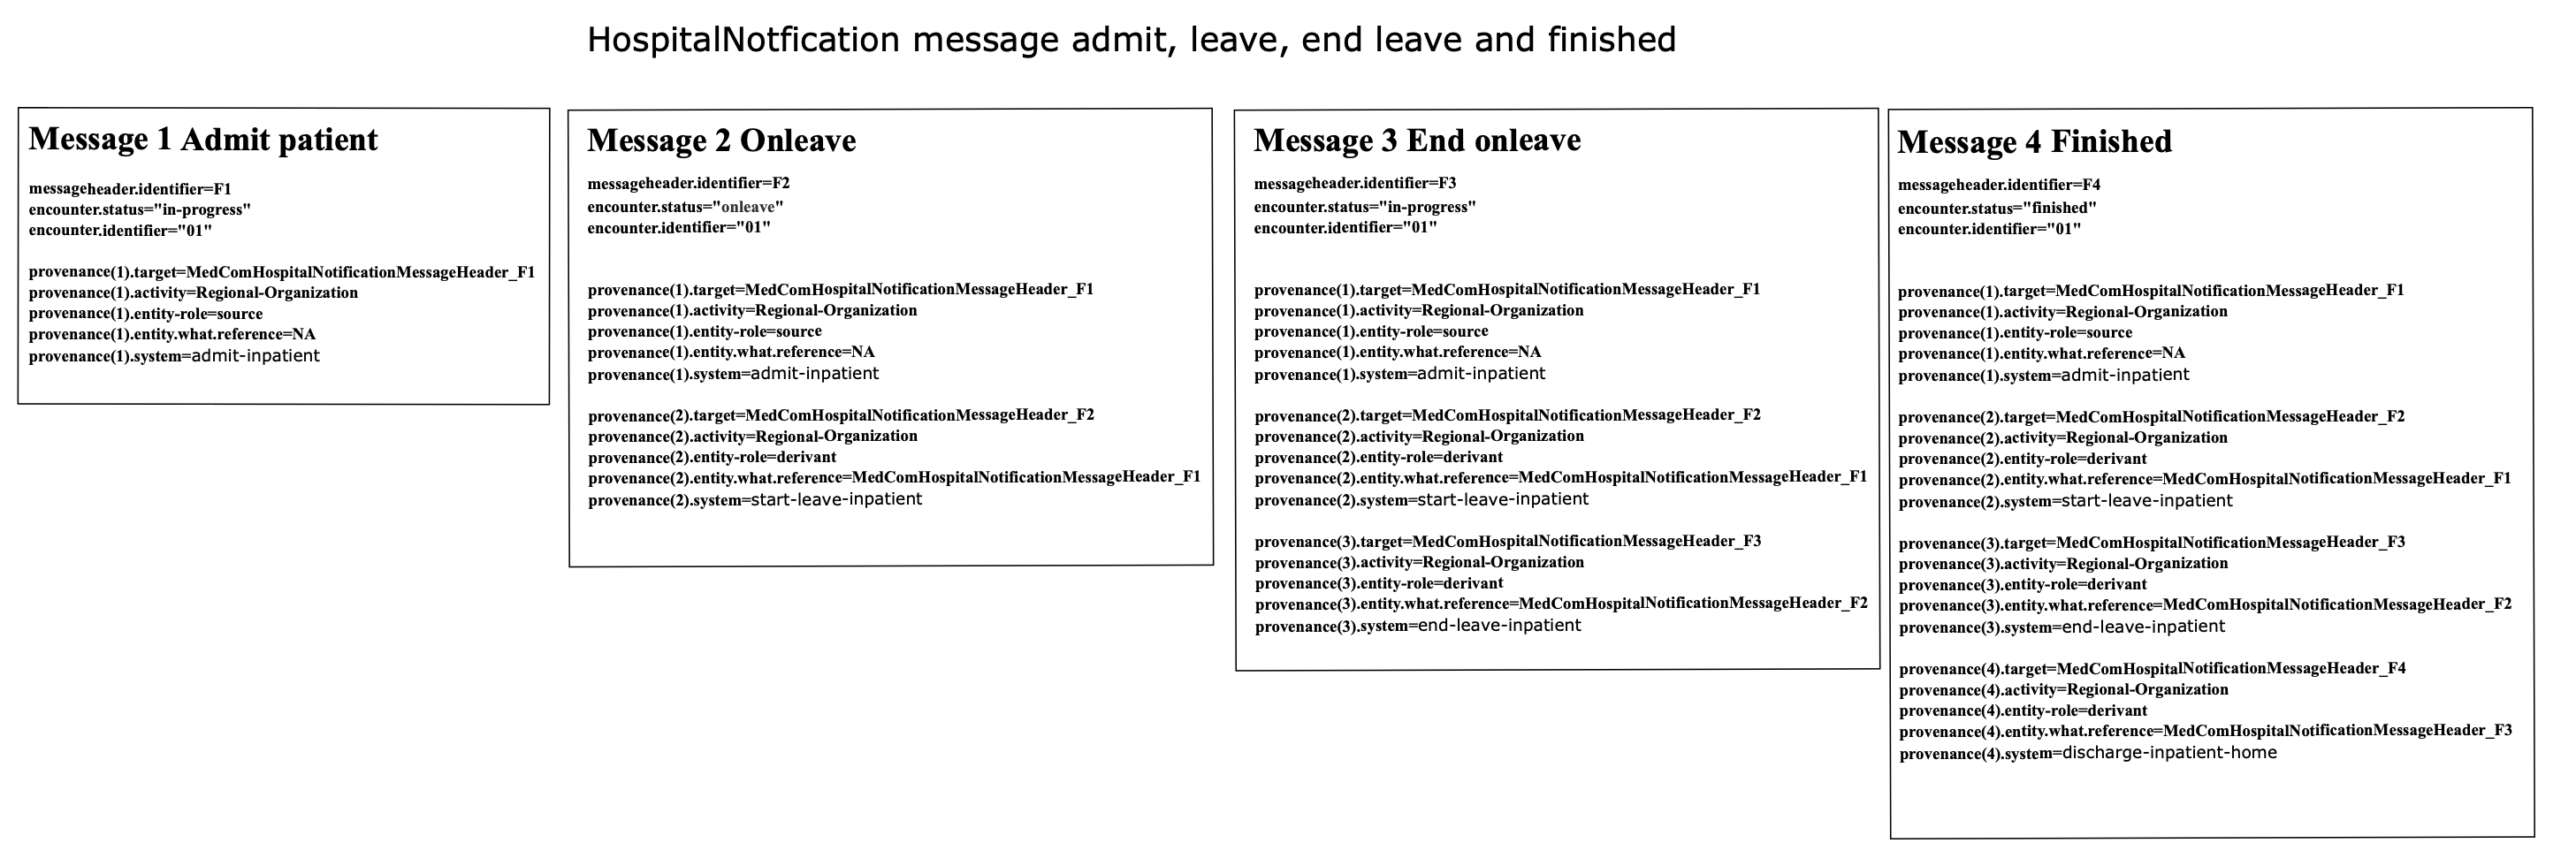 HospitalNotfication message admit, leave, end leave and finished
Message 1 Admit patient
messageheader.identifier=F1
encounter.status="in-progress"
encounter.identifier="01"
provenance(1).target=MedComHospitalNotificationMessageHeader_F1
provenance(1).activity=Regional-Organization
provenance(1).entity-role=source
provenance(1).entity.what.reference=NA
provenance(1).system=admit-inpatient
Message 2 Onleave
messageheader.identifier=F2
encounter.status="onleave"
encounter.identifier="01"
provenance(1).target=MedComHospitalNotificationMessageHeader_F1
provenance(1).activity=Regional-Organization
provenance(1).entity-role=source
provenance(1).entity.what.reference=NA
provenance(1).system=admit-inpatient
provenance(2).target=MedComHospitalNotificationMessageHeader_F2
provenance(2).activity=Regional-Organization
provenance(2).entity-role=derivant
provenance(2).entity.what.reference=MedComHospitalNotificationMessageHeader_F1
provenance(2).system=start-leave-inpatient
Message 3 End onleave
messageheader.identifier=F3
encounter.status="in-progress"
encounter.identifier="01"
provenance(1).target=MedComHospitalNotificationMessageHeader_F1
provenance(1).activity=Regional-Organization
provenance(1).entity-role=source
provenance(1).entity.what.reference=NA
provenance(1).system=admit-inpatient
provenance(2).target=MedComHospitalNotificationMessageHeader_F2
provenance(2).activity=Regional-Organization
provenance(2).entity-role=derivant
provenance(2).entity.what.reference=MedComHospitalNotificationMessageHeader_F1
provenance(2).system=start-leave-inpatient
provenance(3).target=MedComHospitalNotificationMessageHeader_F3
provenance(3).activity=Regional-Organization
provenance(3).entity-role=derivant
provenance(3).entity.what.reference=MedComHospitalNotificationMessageHeader_F2
provenance(3).system=end-leave-inpatient
Message 4 Finished
messageheader.identifier=F4
encounter.status="finished"
encounter.identifier="01"
provenance(1).target=MedComHospitalNotificationMessageHeader_F1
provenance(1).activity=Regional-Organization
provenance(1).entity-role=source
provenance(1).entity.what.reference=NA
provenance(1).system=admit-inpatient
provenance(2).target=MedComHospitalNotificationMessageHeader_F2
provenance(2).activity=Regional-Organization
provenance(2).entity-role=derivant
provenance(2).entity.what.reference=MedComHospitalNotificationMessageHeader_F1
provenance(2).system=start-leave-inpatient
provenance(3).target=MedComHospitalNotificationMessageHeader_F3
provenance(3).activity=Regional-Organization
provenance(3).entity-role=derivant
provenance(3).entity.what.reference=MedComHospitalNotificationMessageHeader_F2
provenance(3).system=end-leave-inpatient
provenance(4).target=MedComHospitalNotificationMessageHeader_F4
provenance(4).activity=Regional-Organization
provenance(4).entity-role=derivant
provenance(4).entity.what.reference=MedComHospitalNotificationMessageHeader_F3
provenance(4).system=discharge-inpatient-home